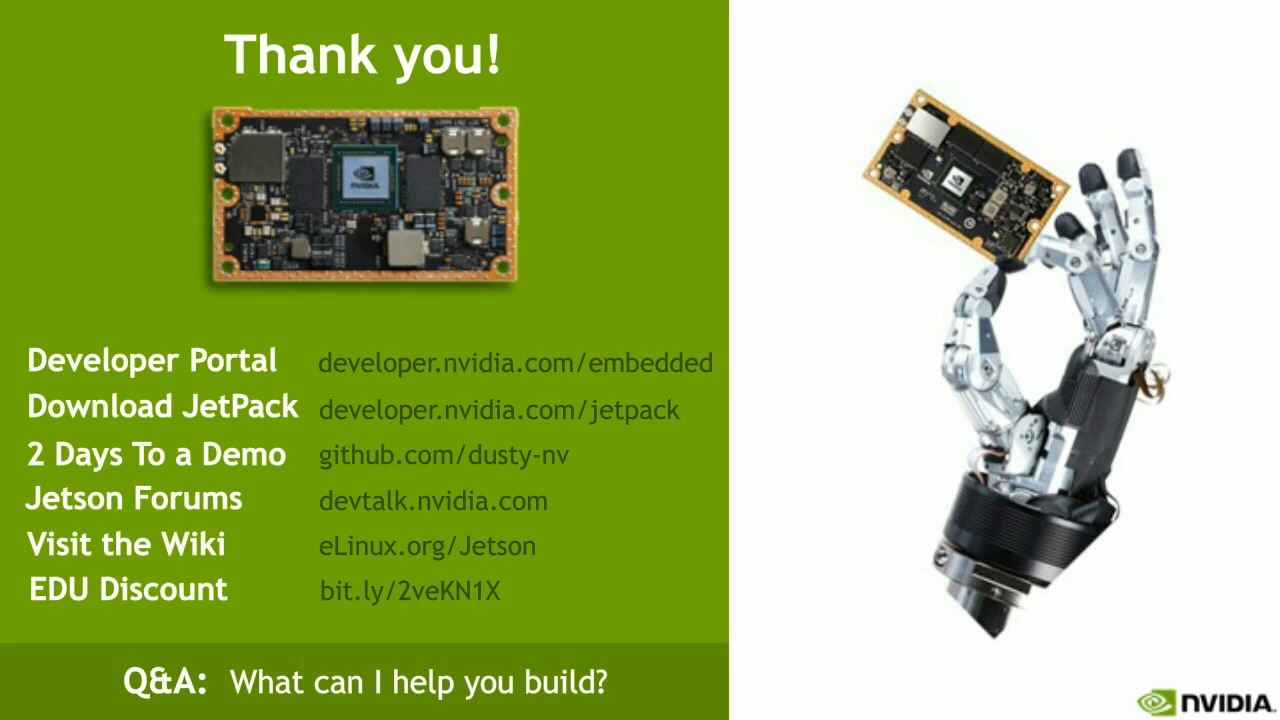 Thank you!
NVIDIA
Developer Portal developer.nvidia.com/embedded
Download JetPack developer.nvidia.com/jetpack
2 Days To a Demo github.com/dusty-nv
Jetson Forums devtalk.nvidia.com
Visit the Wiki eLinux.org/Jetson
EDU Discount bit.ly/2veKN1X
Q&A: What can I help you build?
NVIDIA.